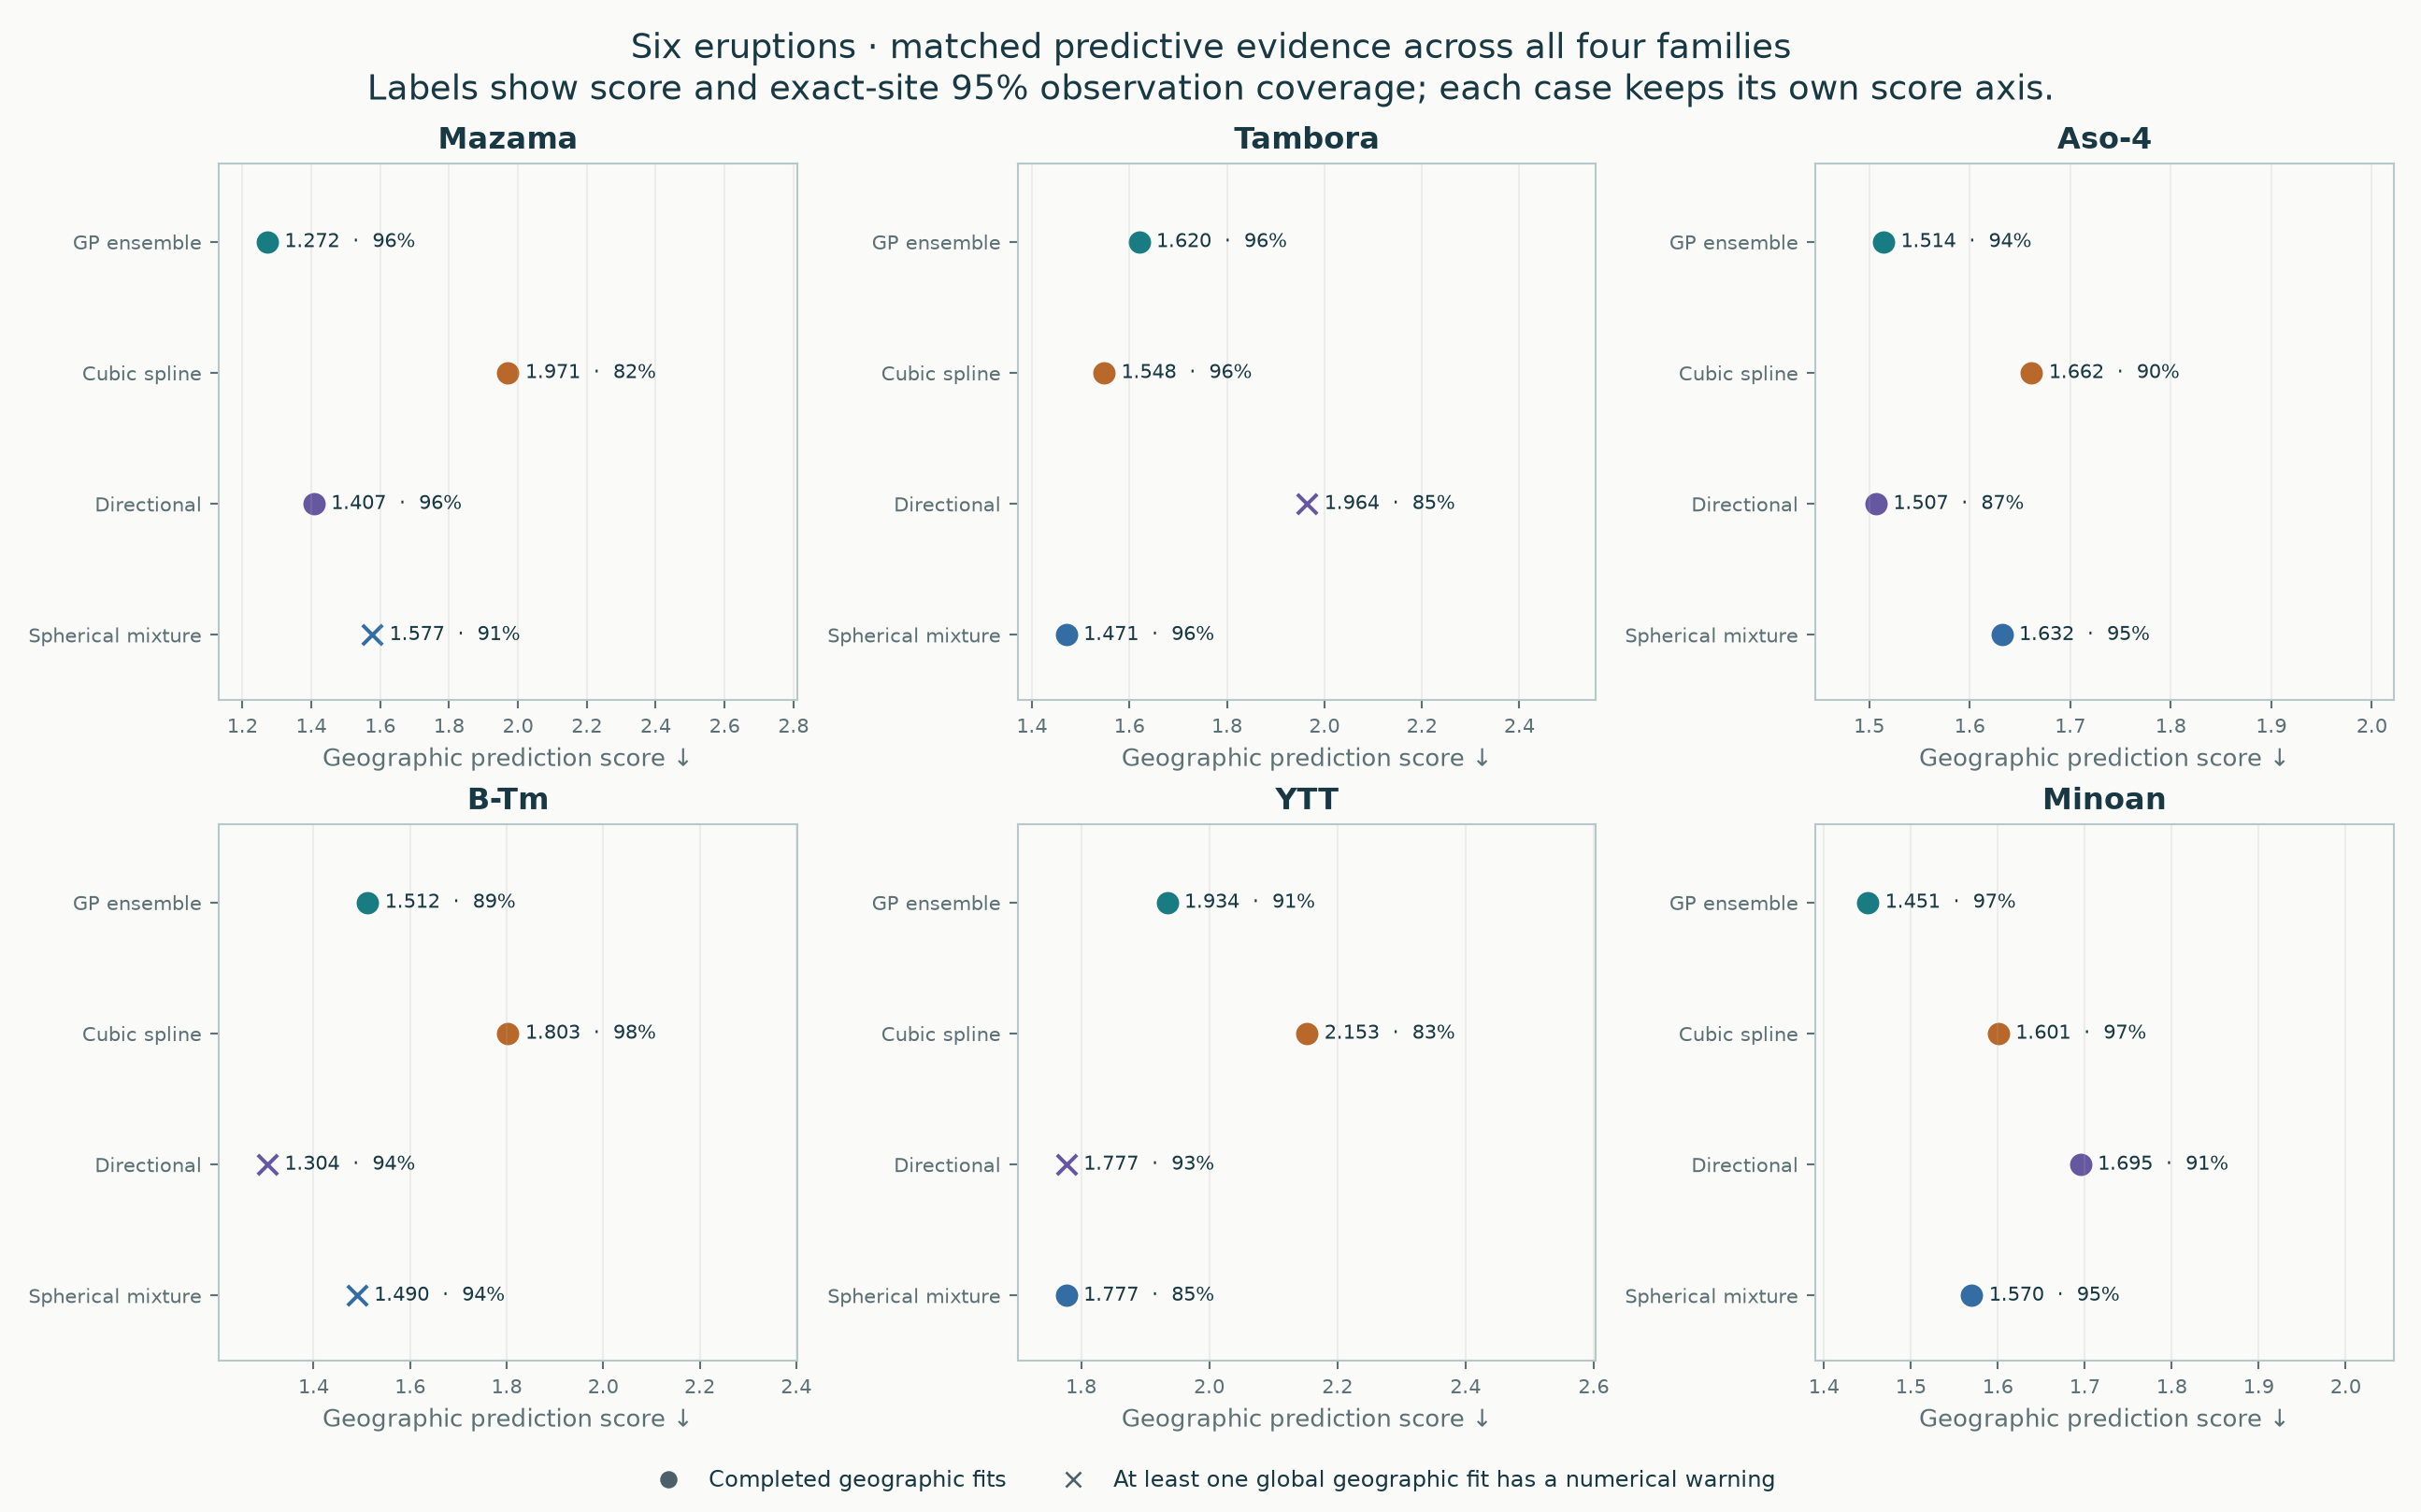 Six eruptions · matched predictive evidence across all four families
Labels show score and exact-site 95% observation coverage; each case keeps its own score axis.
Mazama
GP ensemble
1.272 · 96%
Cubic spline
1.971 · 82%
Directional
1.407 · 96%
Spherical mixture
1.577 · 91%
1.2 1.4 1.6 1.8 2.0 2.2 2.4 2.6 2.8
Geographic prediction score ↓
Tambora
GP ensemble
1.620 · 96%
Cubic spline
1.548 · 96%
Directional
1.964 · 85%
Spherical mixture
1.471 · 96%
1.4 1.6 1.8 2.0 2.2 2.4
Geographic prediction score ↓
Aso-4
GP ensemble
1.514 · 94%
Cubic spline
1.662 · 90%
Directional
1.507 · 87%
Spherical mixture
1.632 · 95%
1.5 1.6 1.7 1.8 1.9 2.0
Geographic prediction score ↓
B-Tm
GP ensemble
1.512 · 89%
Cubic spline
1.803 · 98%
Directional
1.304 · 94%
Spherical mixture
1.490 · 94%
1.4 1.6 1.8 2.0 2.2 2.4
Geographic prediction score ↓
YTT
GP ensemble
1.934 · 91%
Cubic spline
2.153 · 83%
Directional
1.777 · 93%
Spherical mixture
1.777 · 85%
1.8 2.0 2.2 2.4 2.6
Geographic prediction score ↓
Minoan
GP ensemble
1.451 · 97%
Cubic spline
1.601 · 97%
Directional
1.695 · 91%
Spherical mixture
1.570 · 95%
1.4 1.5 1.6 1.7 1.8 1.9 2.0
Geographic prediction score ↓
Completed geographic fits
At least one global geographic fit has a numerical warning